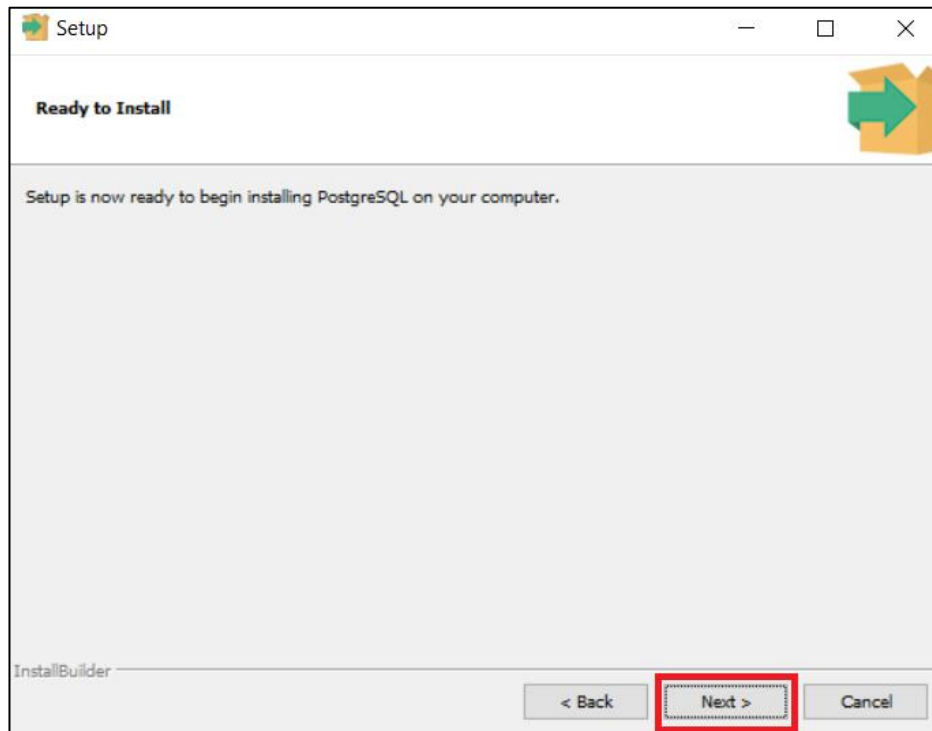 Setup
Ready to Install
Setup is now ready to begin installing PostgreSQL on your computer.
InstallBuilder
< Back
Next >
Cancel